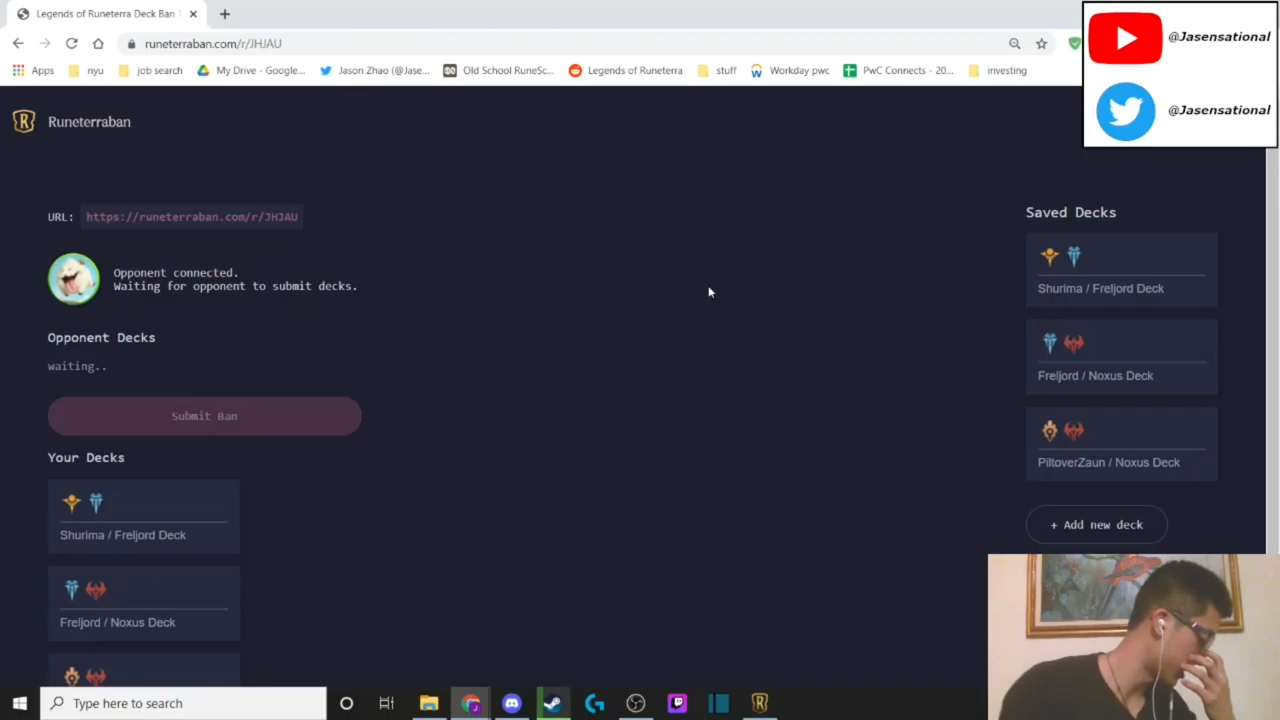 Legends of Runeterra Deck Ban
runeterraban.com/r/JHJAU
@Jasensational
Apps
nyu
job search
My Drive - Google...
Jason Zhao (@Jase...
Old School RuneSc...
Legends of Runeterra
stuff
Workday pwc
PwC Connects - 20...
investing
@Jasensational
Runeterraban
URL: https://runeterraban.com/r/JHJAU
Saved Decks
Opponent connected.
Waiting for opponent to submit decks.
Shurima / Freljord Deck
Opponent Decks
waiting..
Freljord / Noxus Deck
Submit Ban
Your Decks
PiltoverZaun / Noxus Deck
Shurima / Freljord Deck
+ Add new deck
Freljord / Noxus Deck
Type here to search